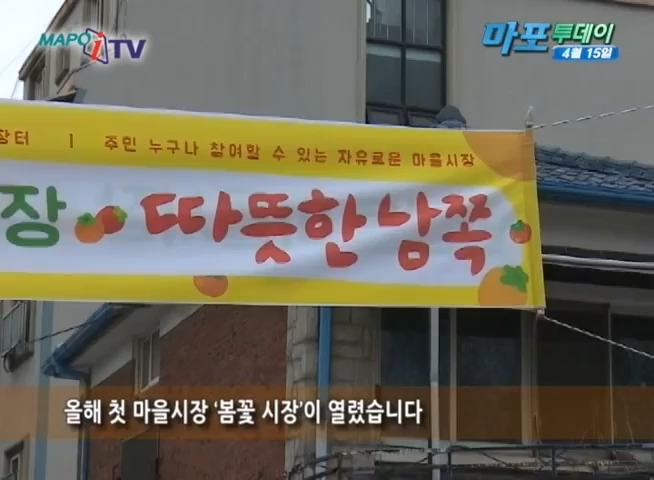 MAPO i TV
마포 투데이
4월 15일
장터 | 주민 누구나 참여할 수 있는 자유로운 마을시장
장 따뜻한 남쪽
올해 첫 마을시장 '봄꽃 시장'이 열렸습니다